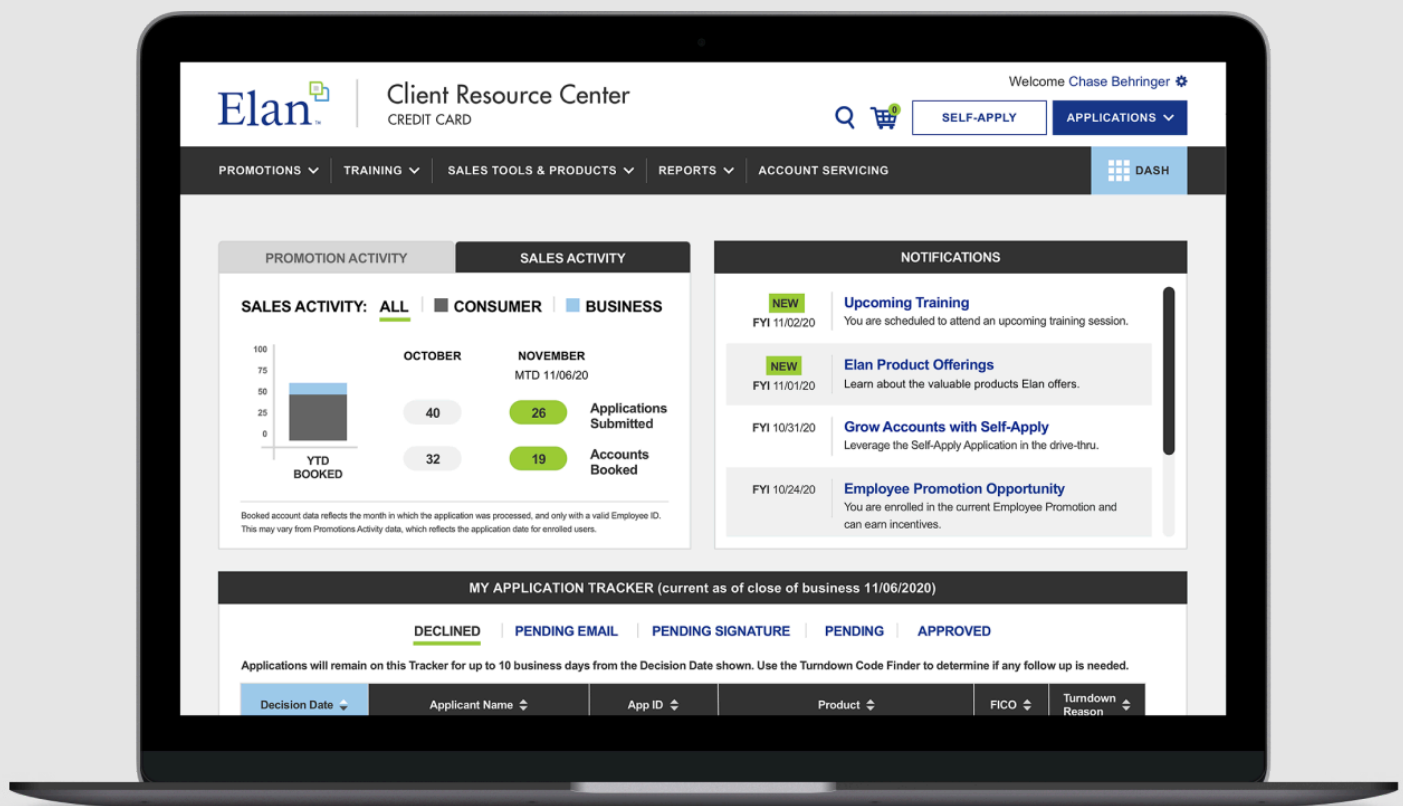 Elan™
Client Resource Center
CREDIT CARD
Welcome Chase Behringer
0
SELF-APPLY
APPLICATIONS
PROMOTIONS
TRAINING
SALES TOOLS & PRODUCTS
REPORTS
ACCOUNT SERVICING
DASH
PROMOTION ACTIVITY
SALES ACTIVITY
SALES ACTIVITY: ALL CONSUMER BUSINESS
100
75
50
25
0
YTD
BOOKED
OCTOBER
NOVEMBER
MTD 11/06/20
40
26
Applications
Submitted
32
19
Accounts
Booked
Booked account data reflects the month in which the application was processed, and only with a valid Employee ID.
This may vary from Promotions Activity data, which reflects the application date for enrolled users.
NOTIFICATIONS
NEW
FYI 11/02/20
Upcoming Training
You are scheduled to attend an upcoming training session.
NEW
FYI 11/01/20
Elan Product Offerings
Learn about the valuable products Elan offers.
FYI 10/31/20
Grow Accounts with Self-Apply
Leverage the Self-Apply Application in the drive-thru.
FYI 10/24/20
Employee Promotion Opportunity
You are enrolled in the current Employee Promotion and
can earn incentives.
MY APPLICATION TRACKER (current as of close of business 11/06/2020)
DECLINED
PENDING EMAIL
PENDING SIGNATURE
PENDING
APPROVED
Applications will remain on this Tracker for up to 10 business days from the Decision Date shown. Use the Turndown Code Finder to determine if any follow up is needed.
Decision Date
Applicant Name
App ID
Product
FICO
Turndown
Reason